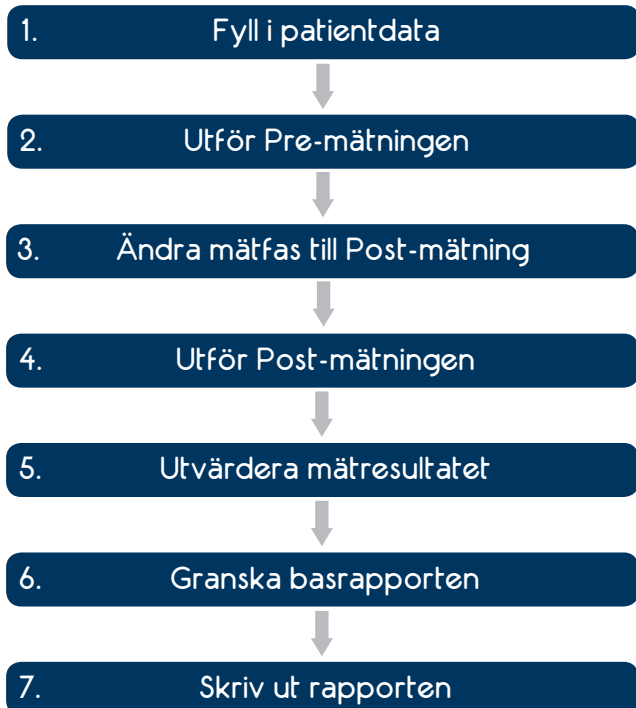 1. Fyll i patientdata
2. Utför Pre-mätningen
3. Ändra mätfas till Post-mätning
4. Utför Post-mätningen
5. Utvärdera mätresultatet
6. Granska basrapporten
7. Skriv ut rapporten